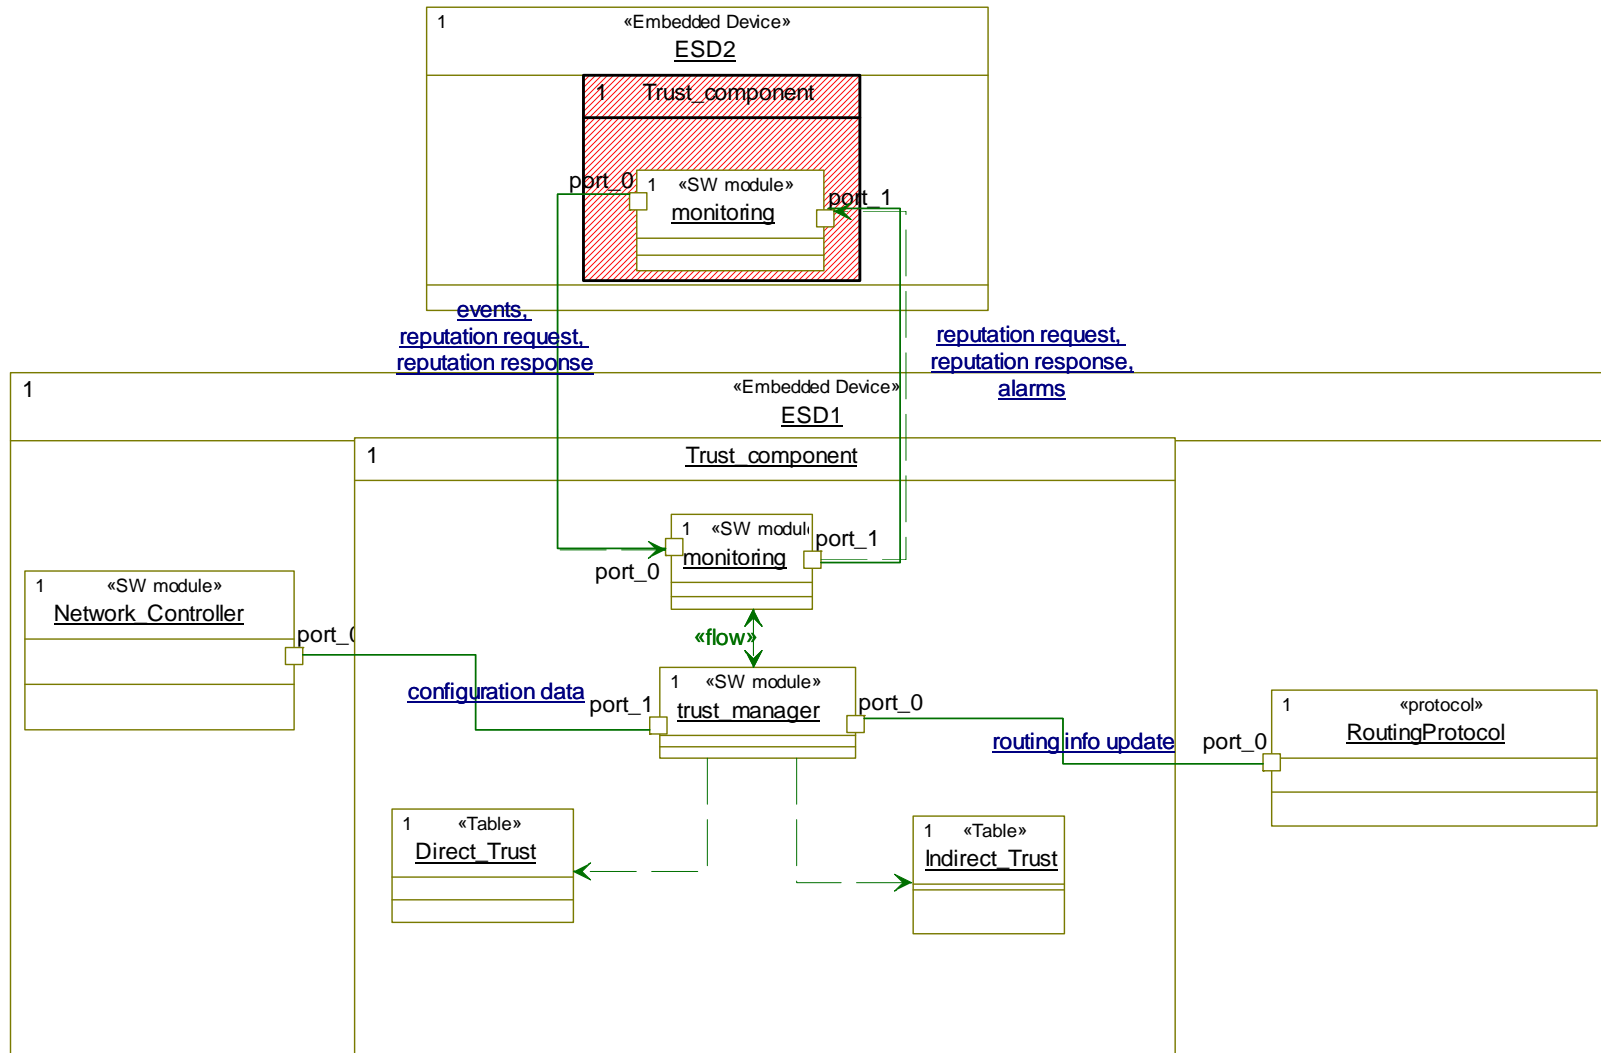 1 «Embedded Device»
ESD2
1 Trust_component
port_0
1 «SW module»
port_1
monitoring
events,
reputation request,
reputation response
reputation request,
reputation response,
alarms
1 «Embedded Device»
ESD1
1 Trust_component
1 «SW modul
port_1
monitoring
port_0
1 «SW module»
Network_Controller
port_0
«flow»
configuration data
port_1
1 «SW module»
trust_manager
port_0
routing info update
port_0
1 «protocol»
RoutingProtocol
1 «Table»
Direct_Trust
1 «Table»
Indirect_Trust